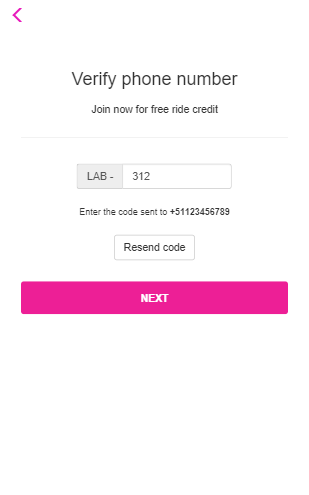 Verify phone number
Join now for free ride credit
LAB - 312
Enter the code sent to +51123456789
Resend code
NEXT